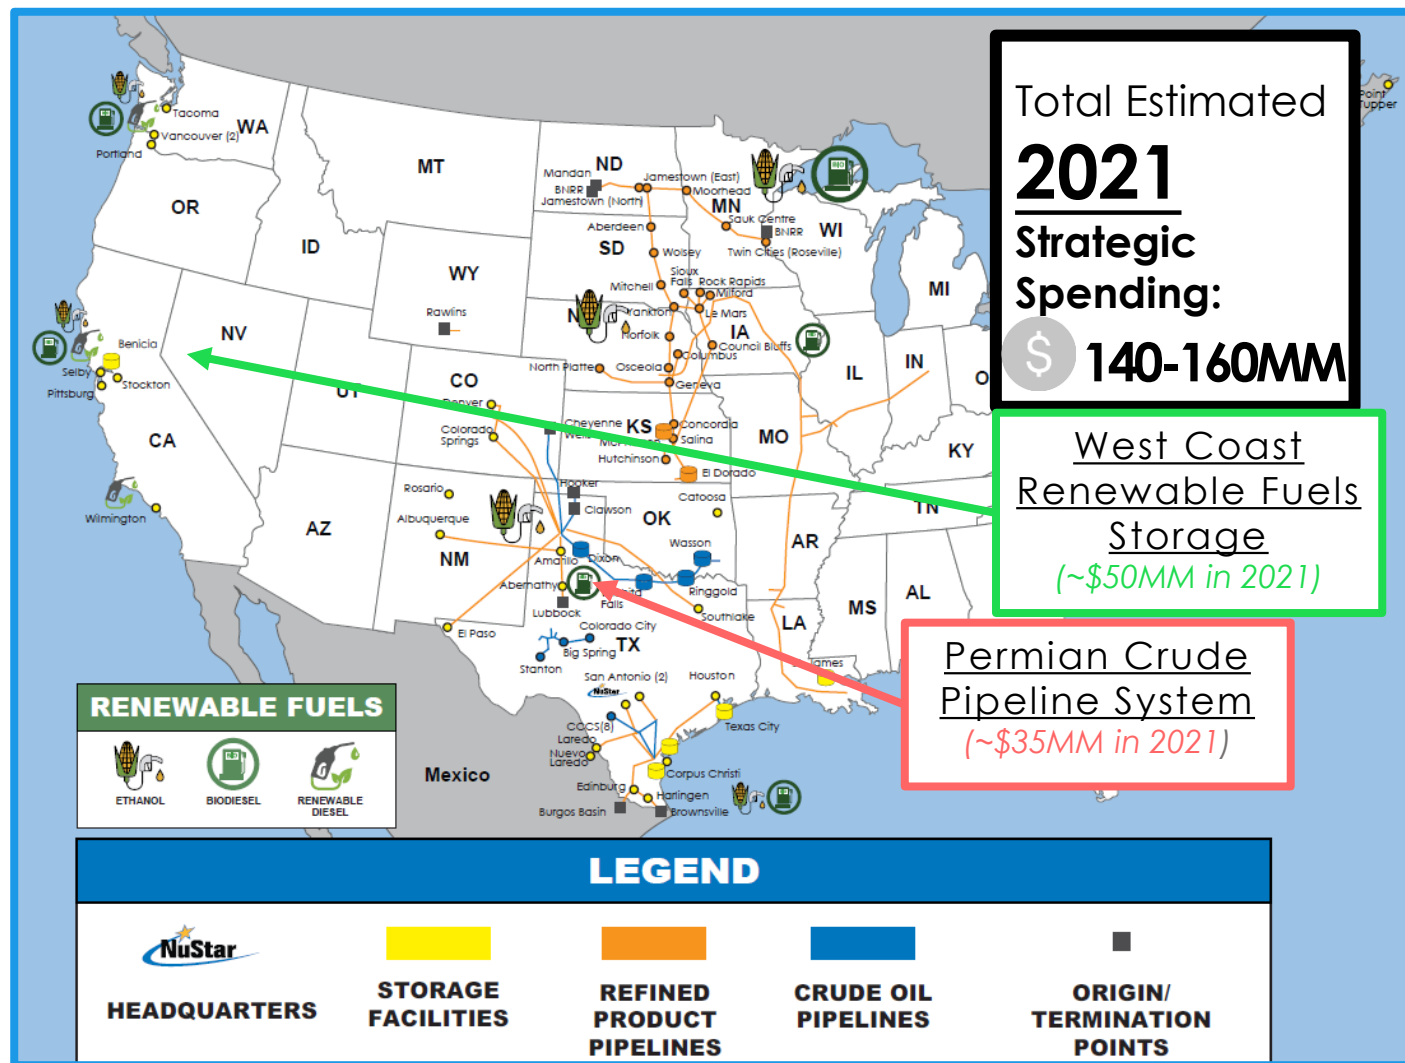 Total Estimated
2021
Strategic
Spending:
$ 140-160MM
West Coast
Renewable Fuels
Storage
(~$50MM in 2021)
Permian Crude
Pipeline System
(~$35MM in 2021)
Point
Tupper
Tacoma
Vancouver (2)
WA
Portland
OR
MT
ID
WY
Rawlins
NV
UT
CO
CA
AZ
NM
Benicia
Selby
Stockton
Pittsburg
Wilmington
ND
Mandan
BNRR
Jamestown (North)
Jamestown (East)
Moorhead
MN
Sauk Centre
BNRR
Twin Cities (Roseville)
WI
MI
Aberdeen
SD
Wolsey
Mitchell
Sioux
Falls
Rock Rapids
Milford
Yankton
Le Mars
IA
N
Norfolk
Council Bluffs
Columbus
North Platte
Osceola
Geneva
IL
IN
O
Denver
Colorado
Springs
Cheyenne
KS
Concordia
Salina
Hutchinson
El Dorado
MO
KY
TN
Rosario
Albuquerque
Hooker
Clawson
Catoosa
OK
Wasson
AR
Amarillo
Dixon
Abernathy
Falls
Ringgold
Lubbock
Southlake
El Paso
Colorado City
Big Spring
TX
Stanton
LA
MS
AL
San Antonio (2)
NuStar
Houston
Texas City
CCCS(8)
Laredo
Nuevo
Laredo
Corpus Christi
Edinburg
Harlingen
Burgos Basin
Brownsville
Mexico
RENEWABLE FUELS
ETHANOL
BIODIESEL
RENEWABLE
DIESEL
LEGEND
NuStar
HEADQUARTERS
STORAGE
FACILITIES
REFINED
PRODUCT
PIPELINES
CRUDE OIL
PIPELINES
ORIGIN/
TERMINATION
POINTS